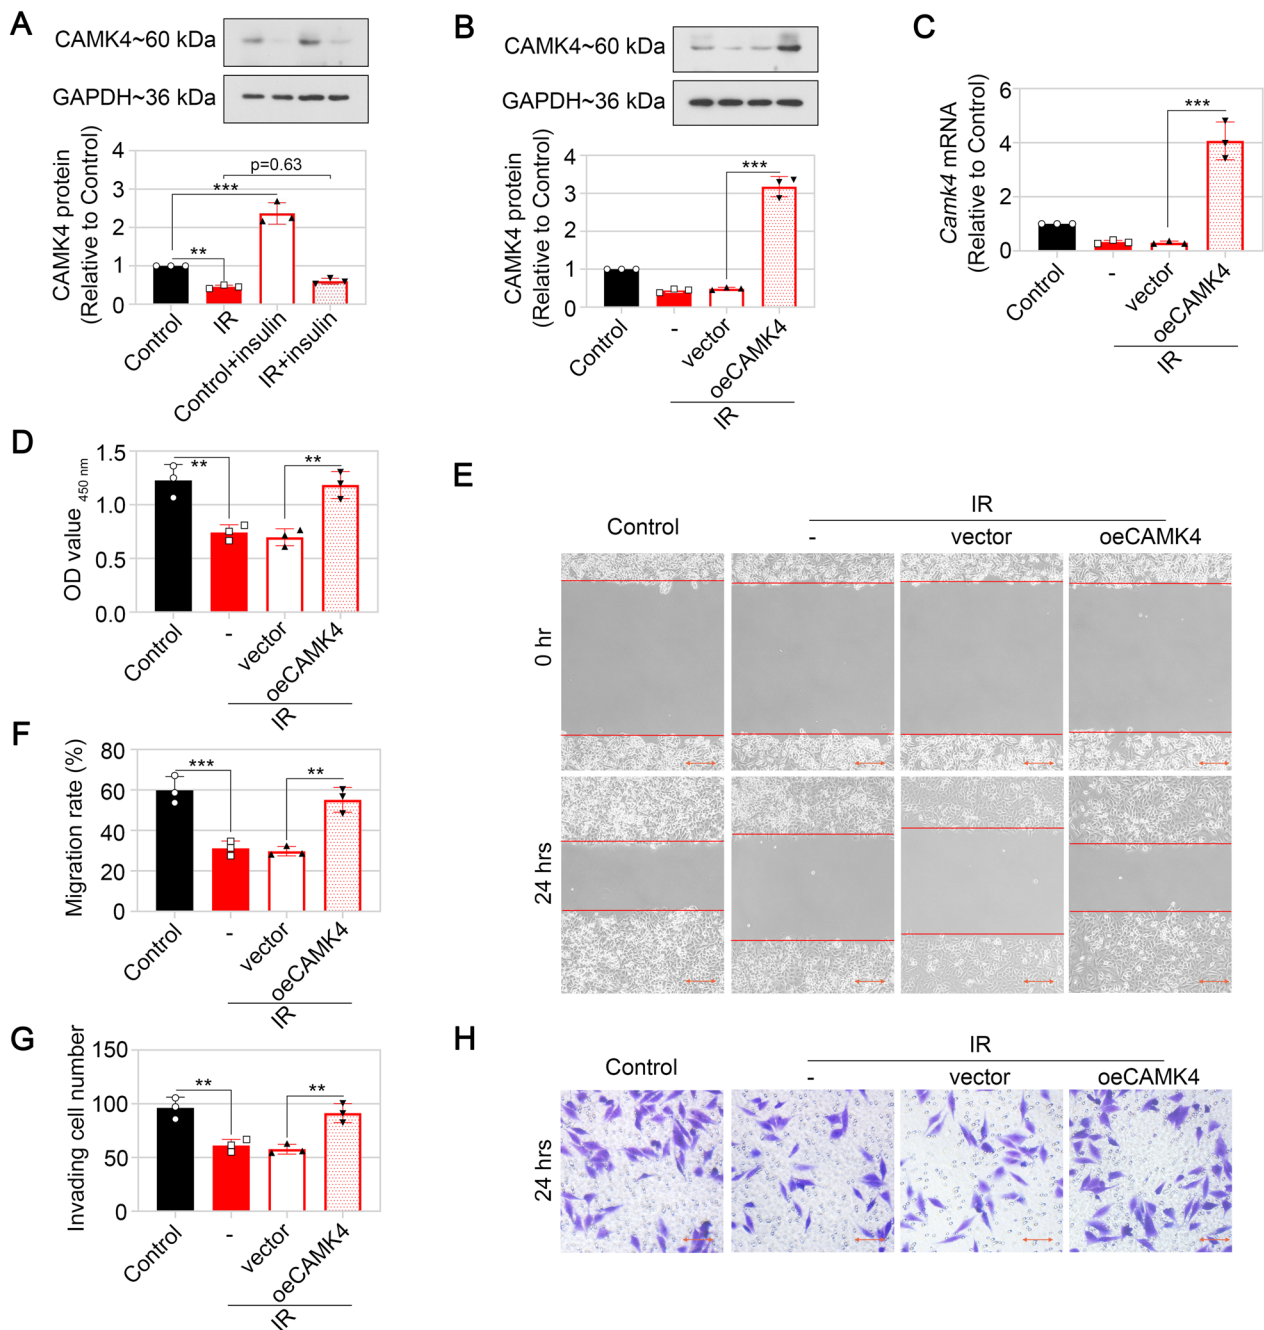 A
CAMK4~60 kDa
GAPDH~36 kDa
CAMK4 protein
(Relative to Control)
4
3
2
1
0
p=0.63
***
**
Control
IR
Control+insulin
IR+insulin
B
CAMK4~60 kDa
GAPDH~36 kDa
CAMK4 protein
(Relative to Control)
4
3
2
1
0
***
Control
-
vector
oeCAMK4
IR
C
Camk4 mRNA
(Relative to Control)
6
4
2
0
***
Control
-
vector
oeCAMK4
IR
D
OD value 450 nm
1.5
1.0
0.5
0.0
**
**
Control
-
vector
oeCAMK4
IR
E
IR
Control
-
vector
oeCAMK4
0 hr
24 hrs
F
Migration rate (%)
80
60
40
20
0
***
**
Control
-
vector
oeCAMK4
IR
G
Invading cell number
150
100
50
0
**
**
Control
-
vector
oeCAMK4
IR
H
IR
Control
-
vector
oeCAMK4
24 hrs